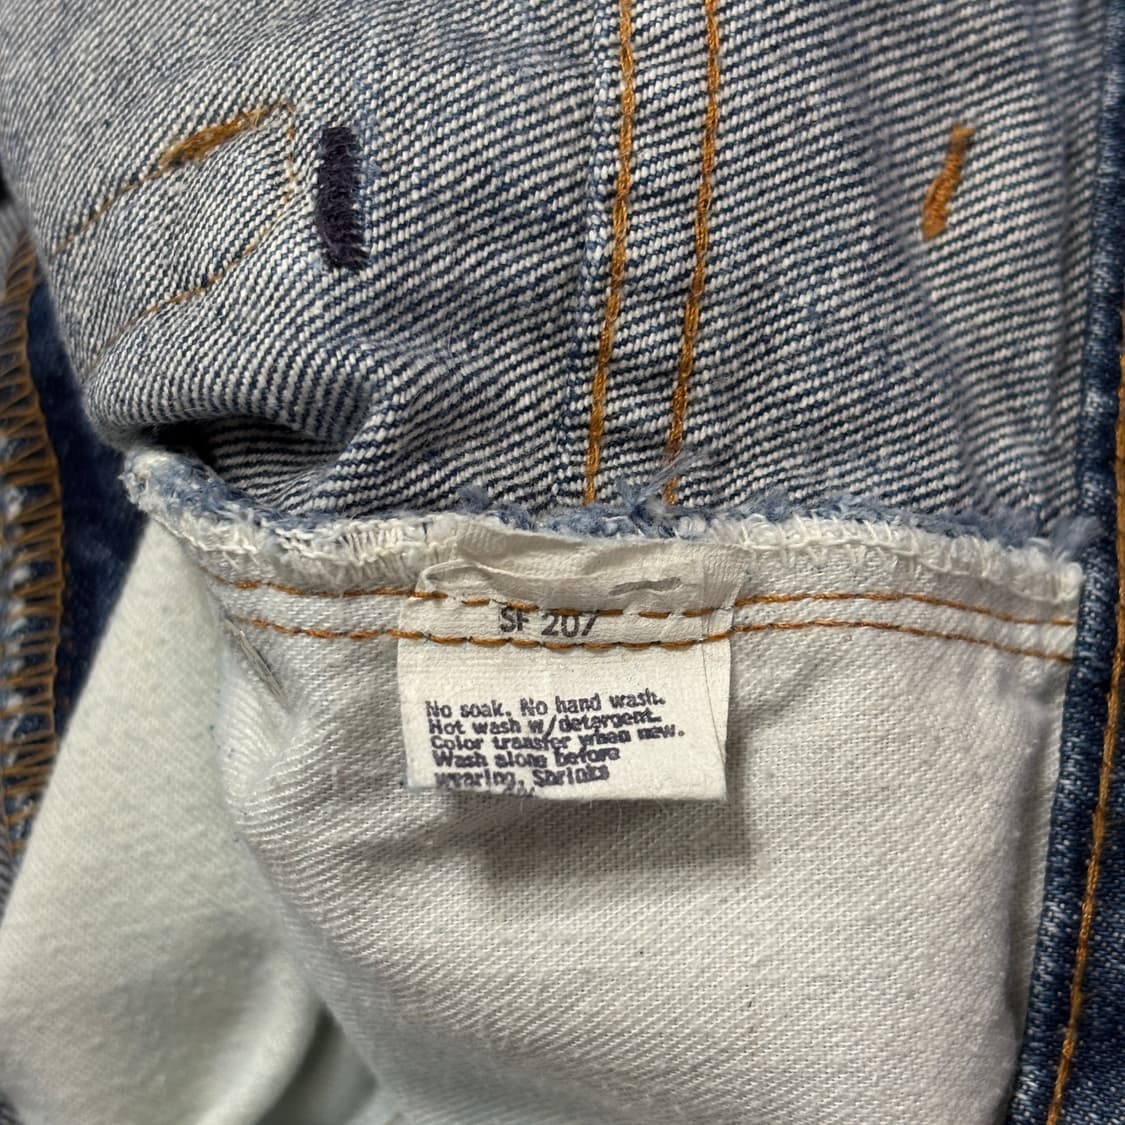 SF 207
No soak. No hand wash.
Hot wash w/detergent.
Color transfer when new.
Wash alone before
wearing. Shrinks